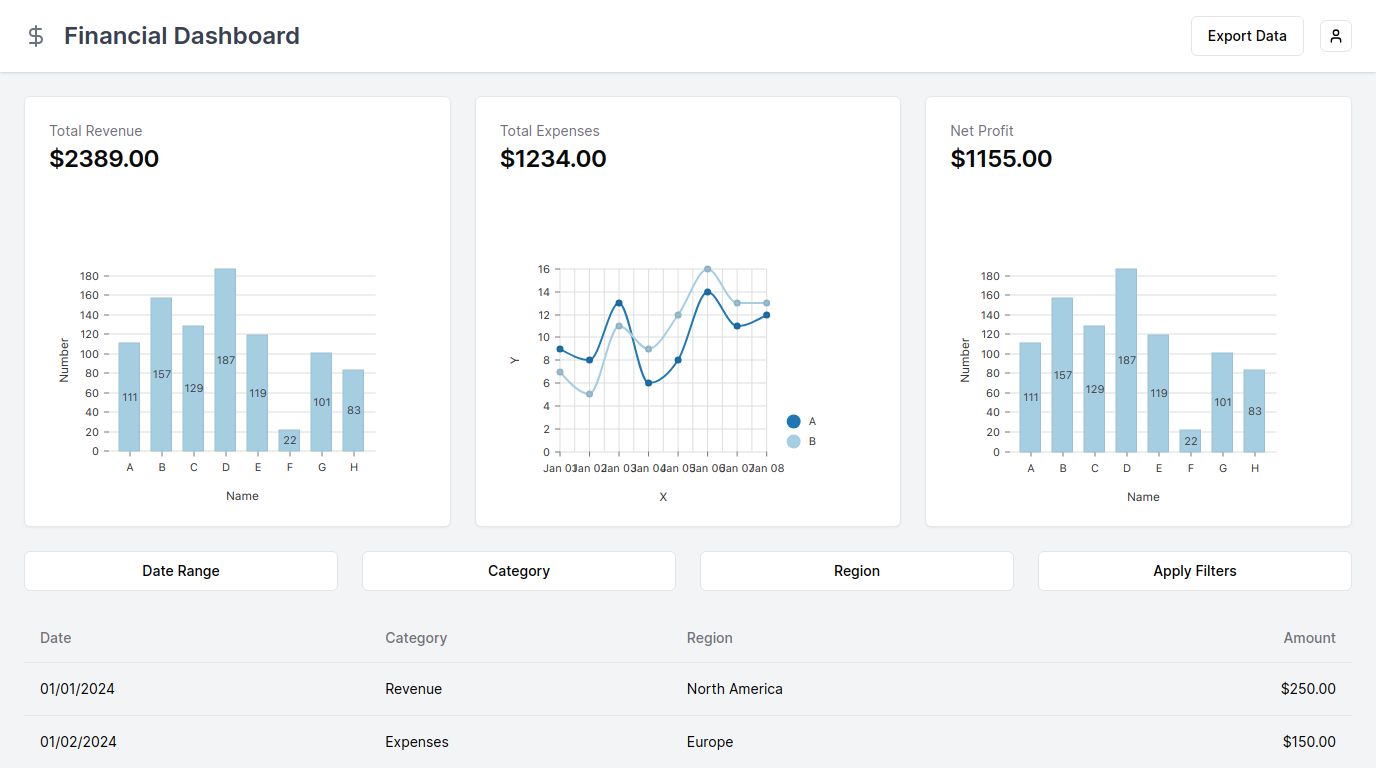 Financial Dashboard
Export Data
Total Revenue
$2389.00
180
160
140
120
100
80
60
40
20
0
Number
111
157
129
187
119
22
101
83
A B C D E F G H
Name
Total Expenses
$1234.00
16
14
12
10
8
6
4
2
0
Y
Jan 01 Jan 02 Jan 03 Jan 04 Jan 05 Jan 06 Jan 07 Jan 08
X
A
B
Net Profit
$1155.00
180
160
140
120
100
80
60
40
20
0
Number
111
157
129
187
119
22
101
83
A B C D E F G H
Name
Date Range
Category
Region
Apply Filters
Date Category Region Amount
01/01/2024 Revenue North America $250.00
01/02/2024 Expenses Europe $150.00